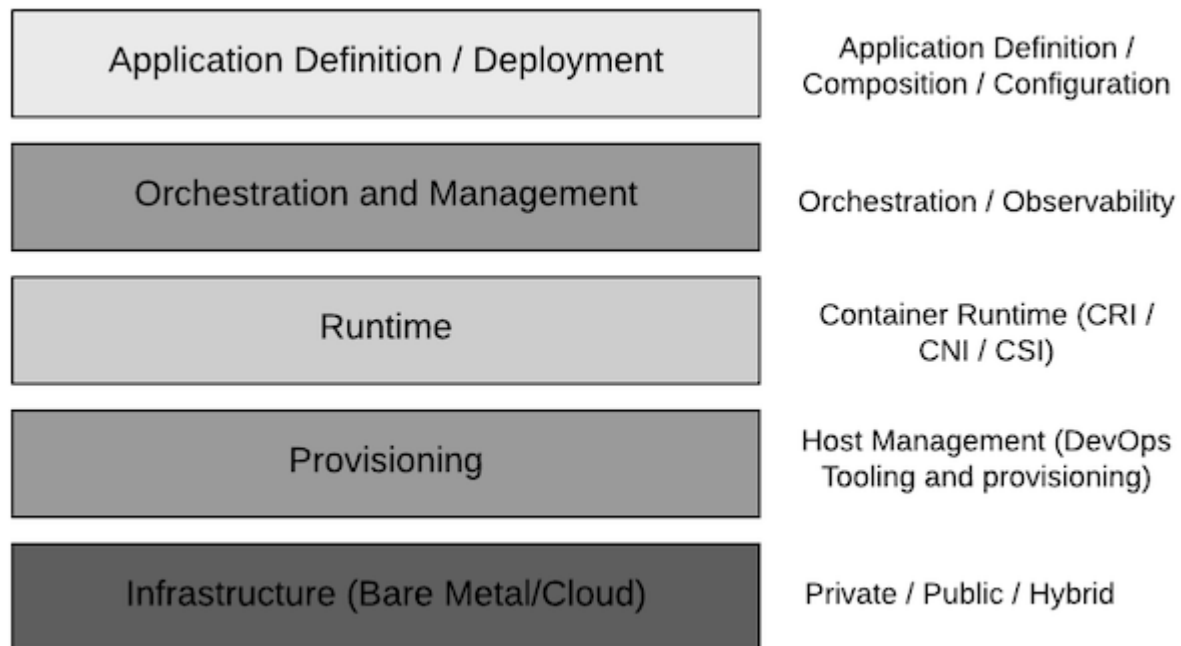 Application Definition / Deployment
Application Definition /
Composition / Configuration
Orchestration and Management
Orchestration / Observability
Runtime
Container Runtime (CRI /
CNI / CSI)
Provisioning
Host Management (DevOps
Tooling and provisioning)
Infrastructure (Bare Metal/Cloud)
Private / Public / Hybrid